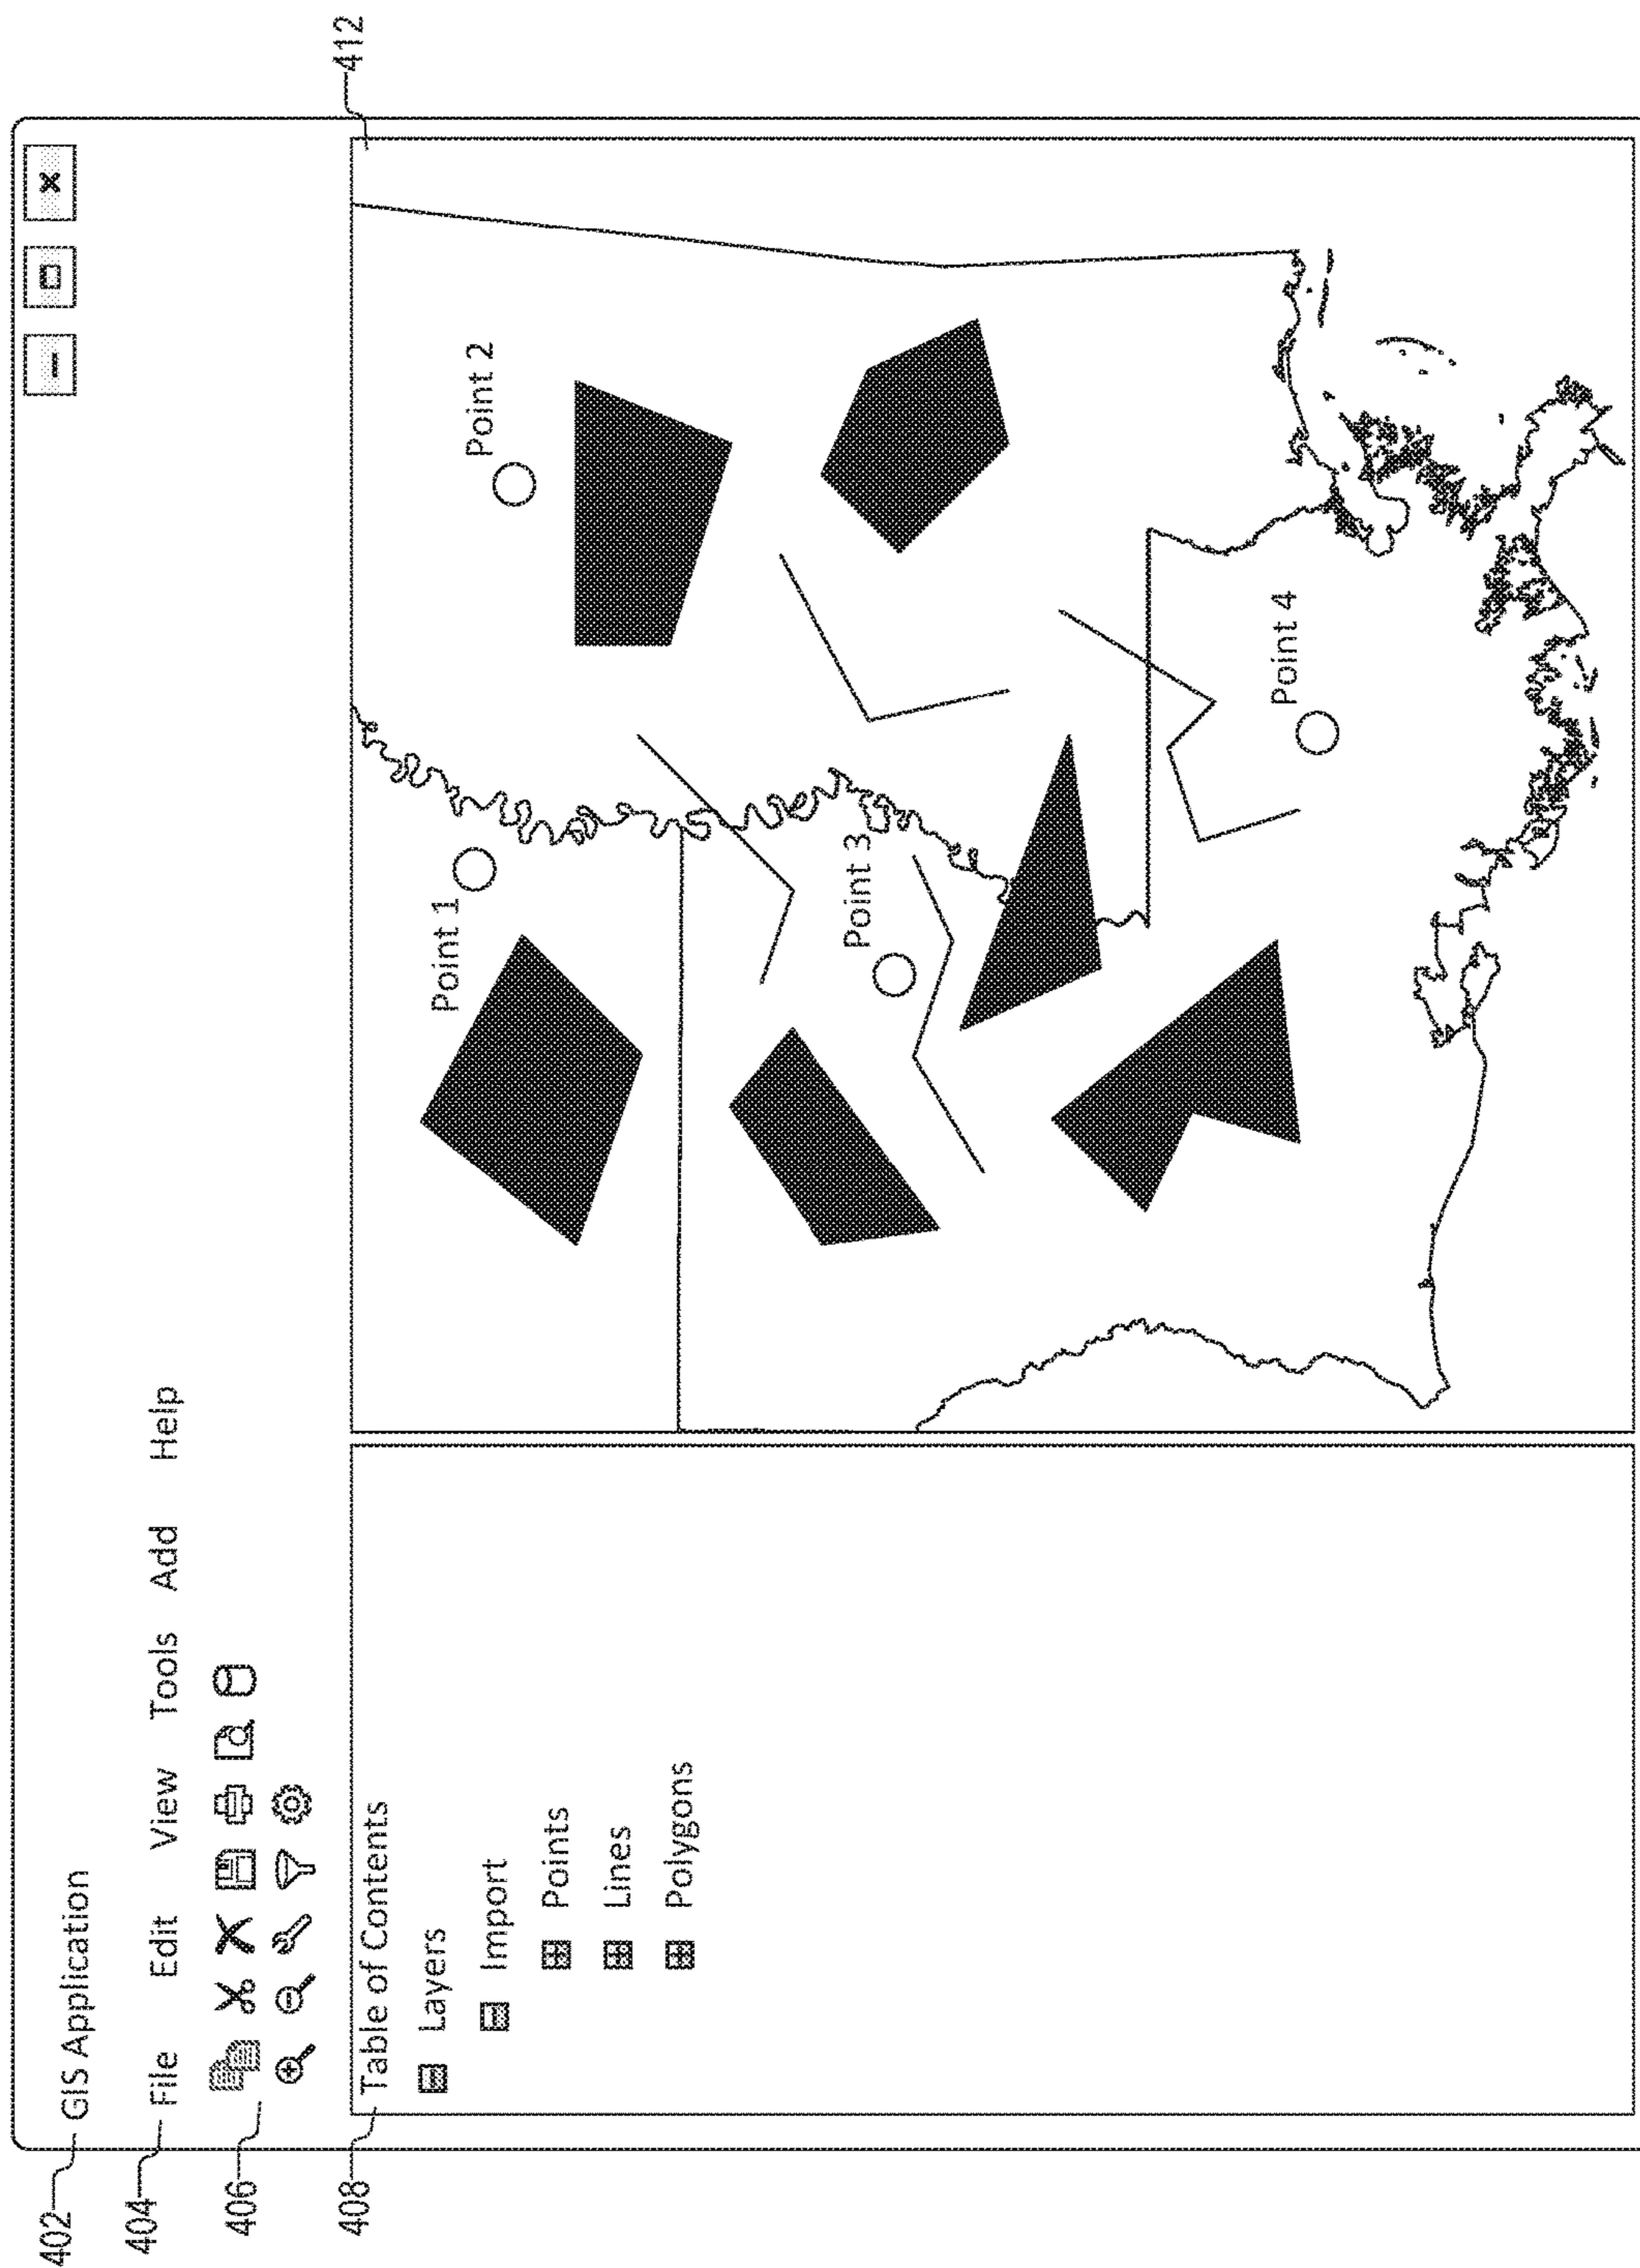 402
GIS Application
404
File Edit View Tools Add Help
406
408
Table of Contents
Layers
Import
Points
Lines
Polygons
412
Point 1
Point 2
Point 3
Point 4